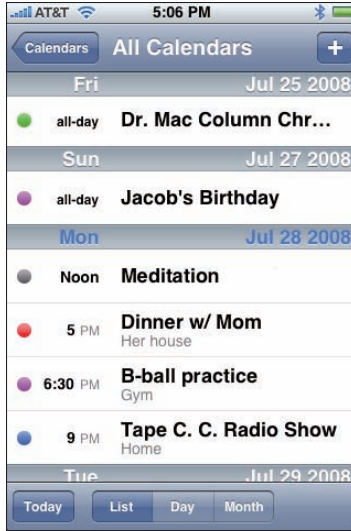 AT&T 5:06 PM
Calendars All Calendars +
Fri Jul 25 2008
all-day Dr. Mac Column Chr...
Sun Jul 27 2008
all-day Jacob's Birthday
Mon Jul 28 2008
Noon Meditation
5 PM Dinner w/ Mom
Her house
6:30 PM B-ball practice
Gym
9 PM Tape C. C. Radio Show
Home
Tue Jul 29 2008
Today List Day Month